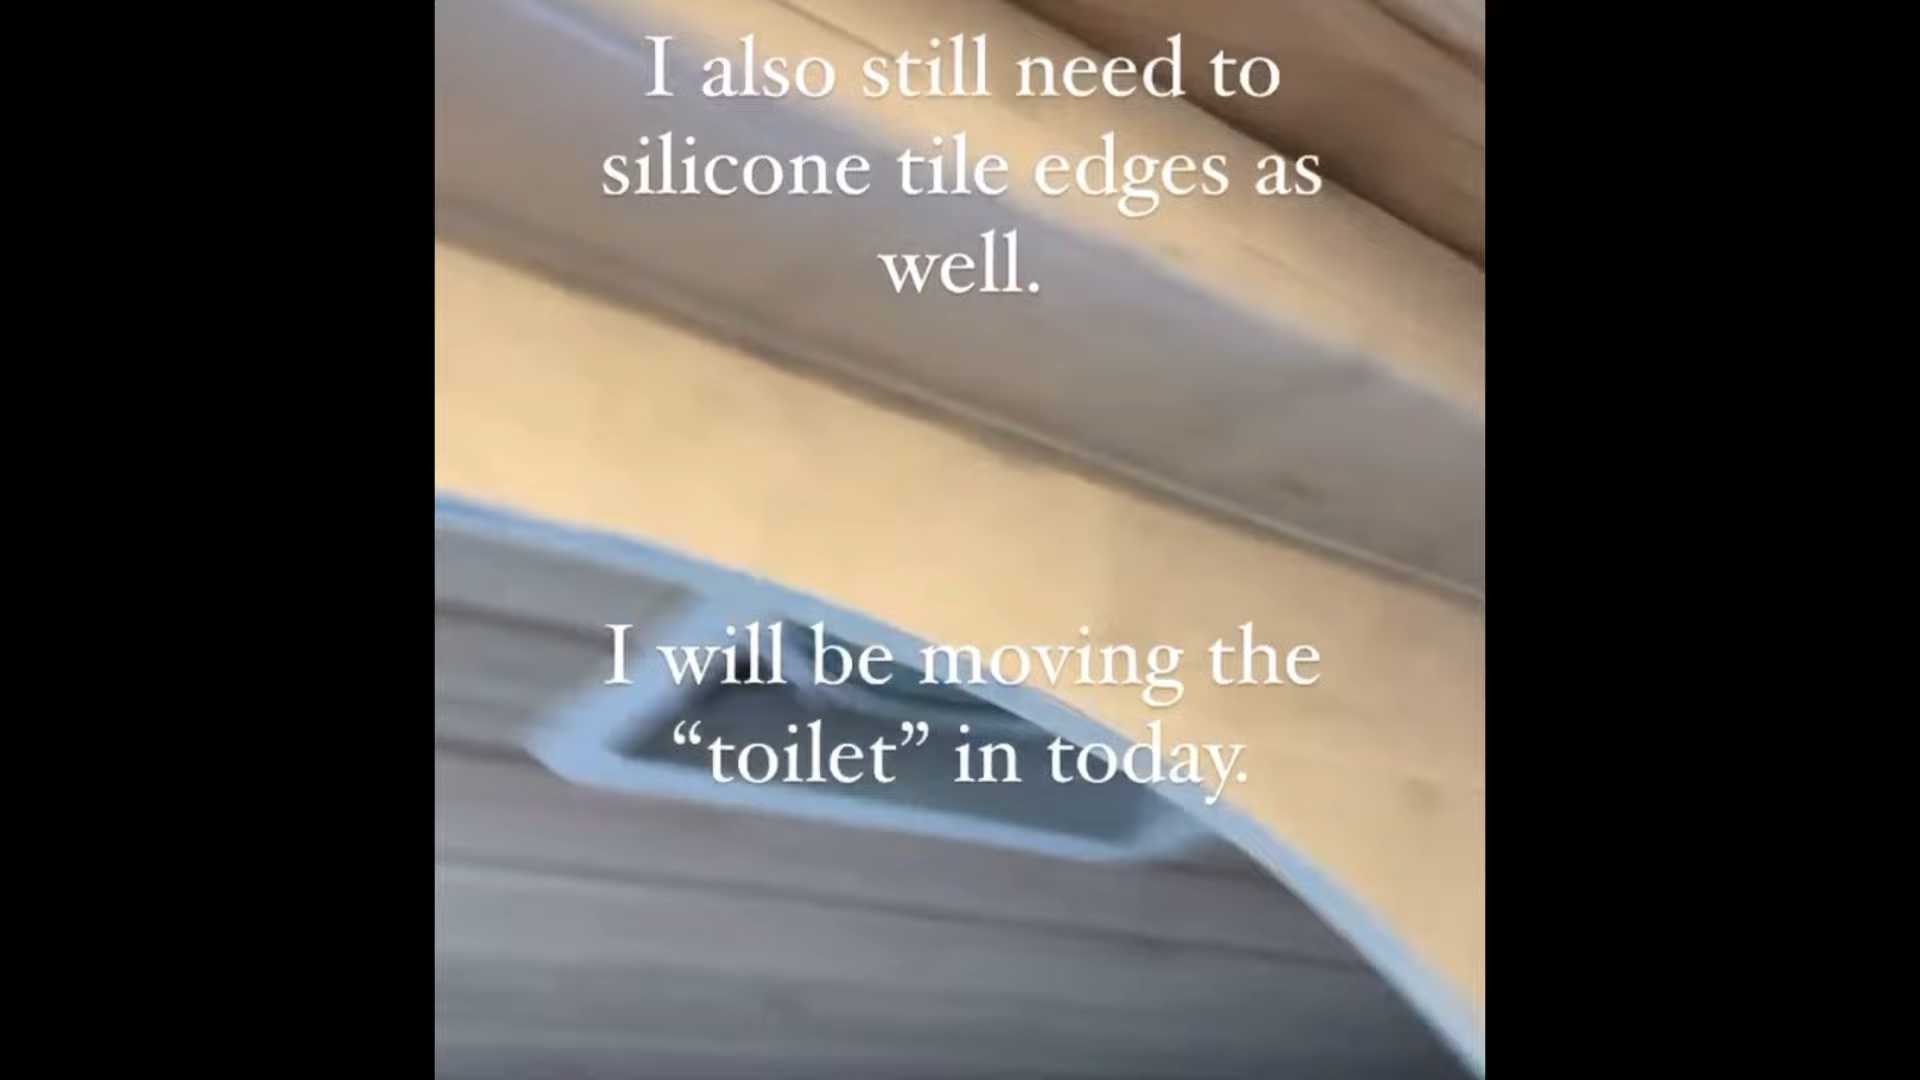 I also still need to
silicone tile edges as
well.
I will be moving the
“toilet” in today.